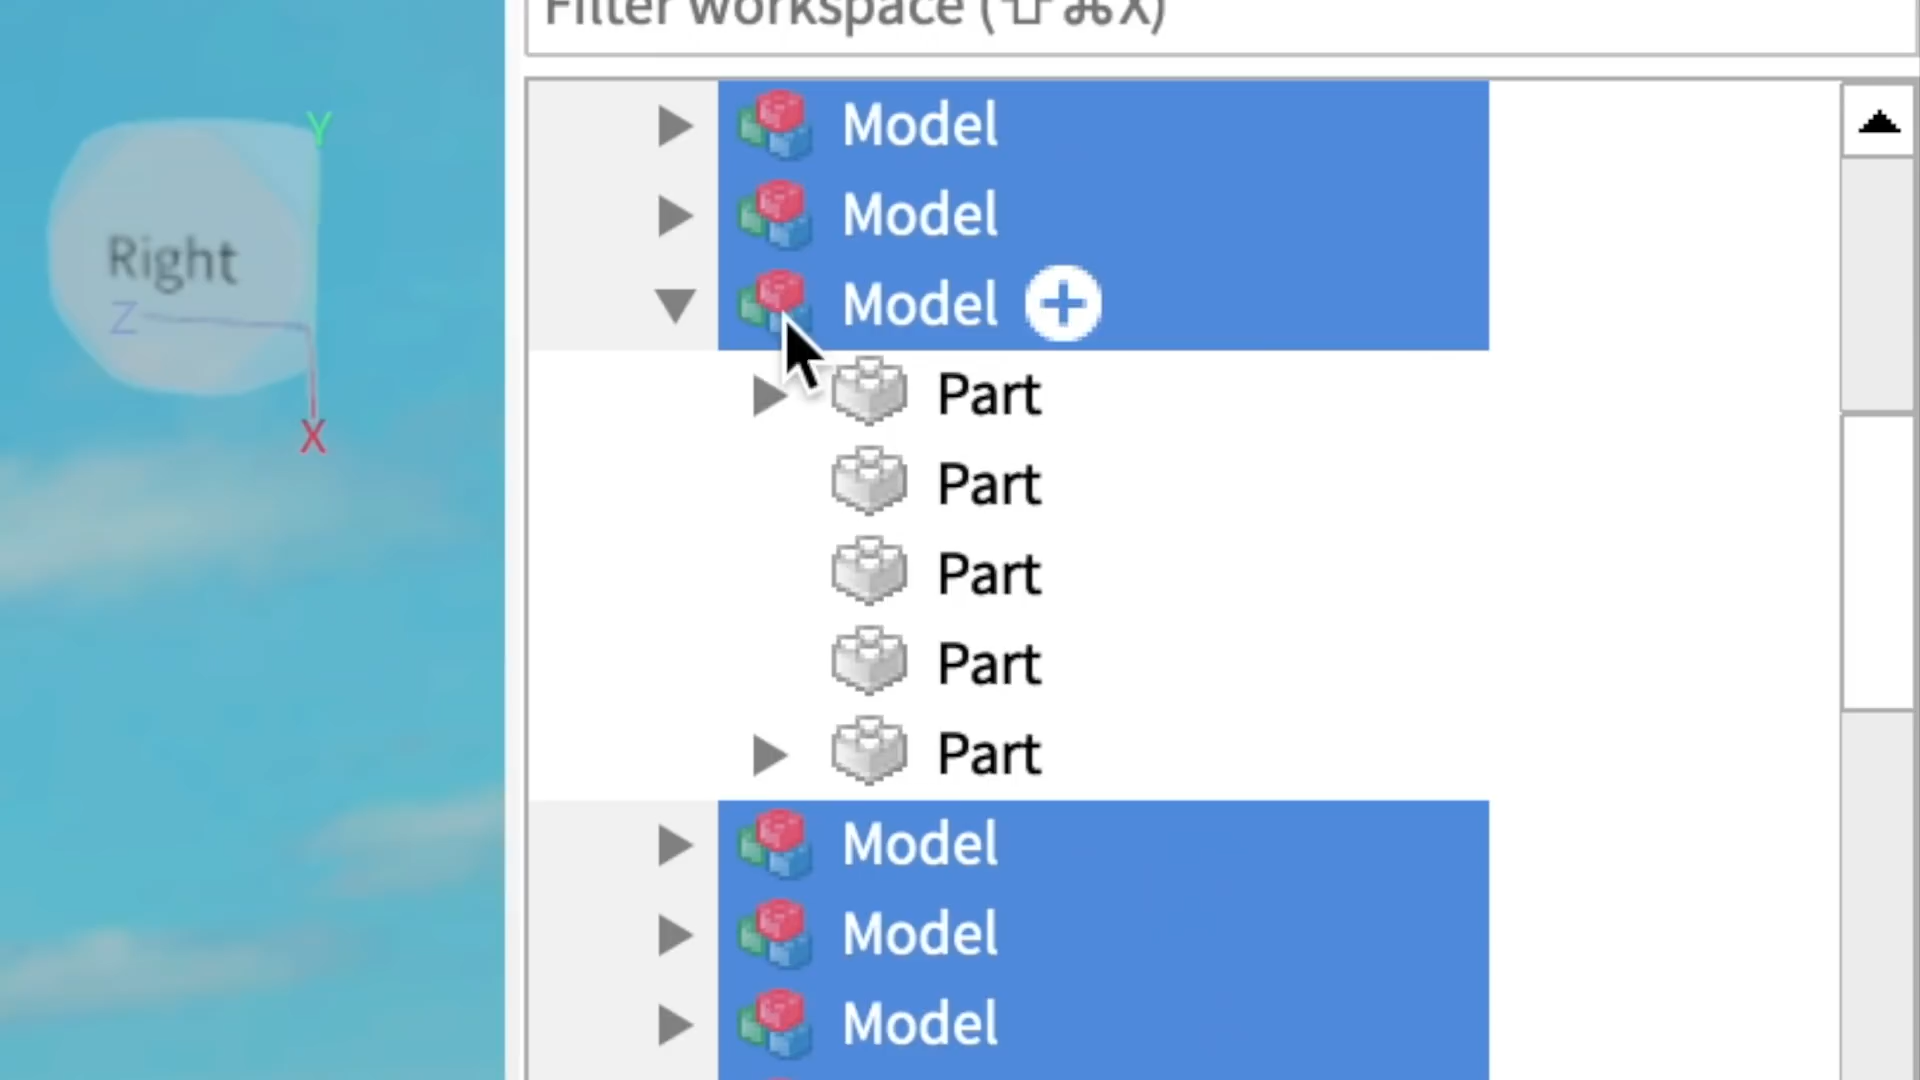 Filter workspace (⇧⌘X)
Y
Right
Z
X
Model
Model
Model
Part
Part
Part
Part
Part
Model
Model
Model